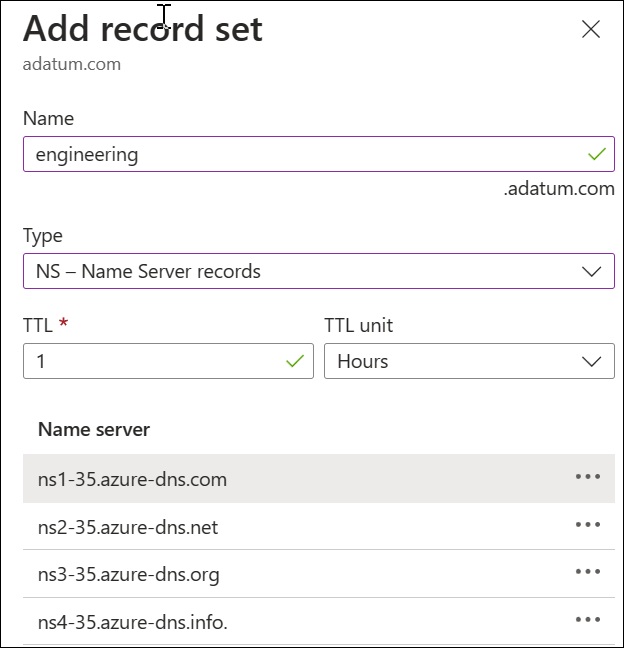 Add record set
adatum.com
Name
engineering
.adatum.com
Type
NS – Name Server records
TTL * TTL unit
1 Hours
Name server
ns1-35.azure-dns.com
ns2-35.azure-dns.net
ns3-35.azure-dns.org
ns4-35.azure-dns.info.